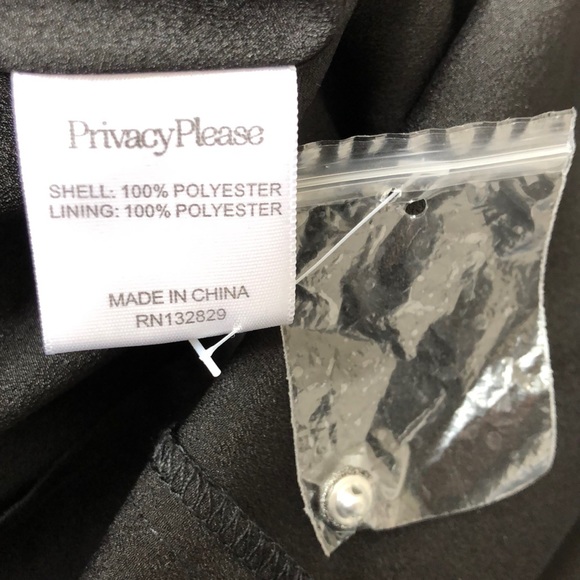 PrivacyPlease
SHELL: 100% POLYESTER
LINING: 100% POLYESTER
MADE IN CHINA
RN132829